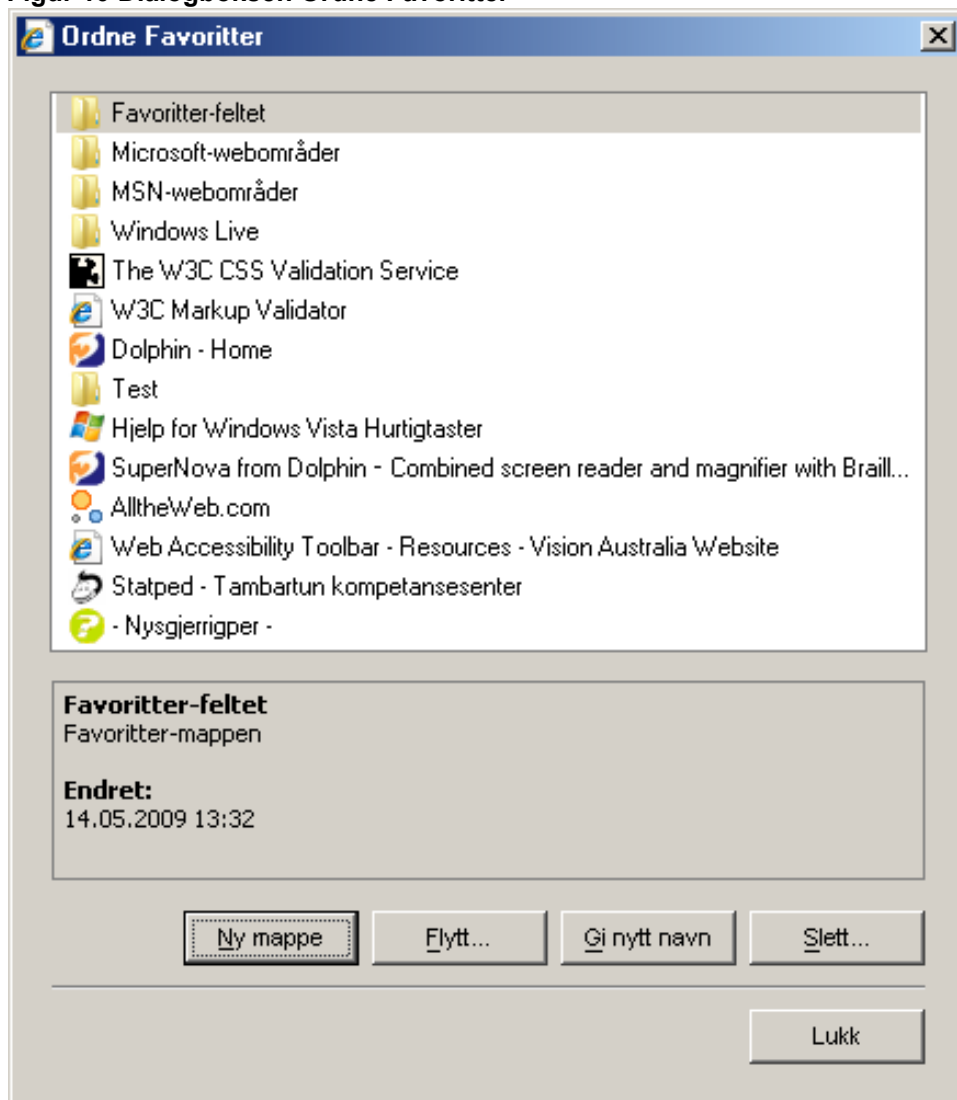 Ordne Favoritter
Favoritter-feltet
Microsoft-webområder
MSN-webområder
Windows Live
The W3C CSS Validation Service
W3C Markup Validator
Dolphin - Home
Test
Hjelp for Windows Vista Hurtigtaster
SuperNova from Dolphin - Combined screen reader and magnifier with Braill...
AlltheWeb.com
Web Accessibility Toolbar - Resources - Vision Australia Website
Statped - Tambartun kompetansesenter
- Nysgjerrigper -
Favoritter-feltet
Favoritter-mappen
Endret:
14.05.2009 13:32
Ny mappe Flytt... Gi nytt navn Slett...
Lukk